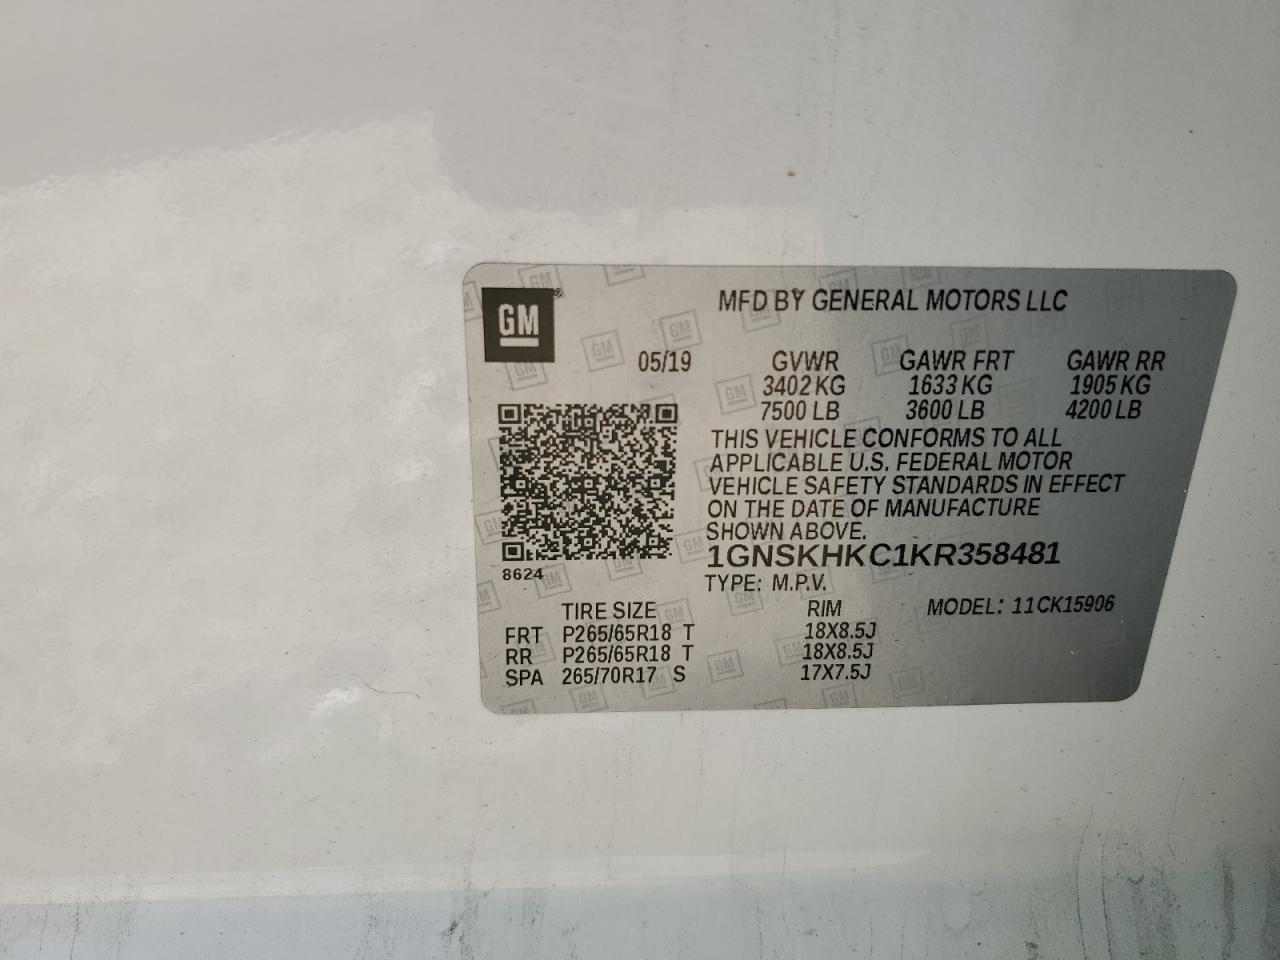 GM®
MFD BY GENERAL MOTORS LLC
05/19 GVWR GAWR FRT GAWR RR
3402 KG 1633 KG 1905 KG
7500 LB 3600 LB 4200 LB
THIS VEHICLE CONFORMS TO ALL
APPLICABLE U.S. FEDERAL MOTOR
VEHICLE SAFETY STANDARDS IN EFFECT
ON THE DATE OF MANUFACTURE
SHOWN ABOVE.
1GNSKHKC1KR358481
8624
TYPE: M.P.V.
TIRE SIZE RIM MODEL: 11CK15906
FRT P265/65R18 T 18X8.5J
RR P265/65R18 T 18X8.5J
SPA 265/70R17 S 17X7.5J